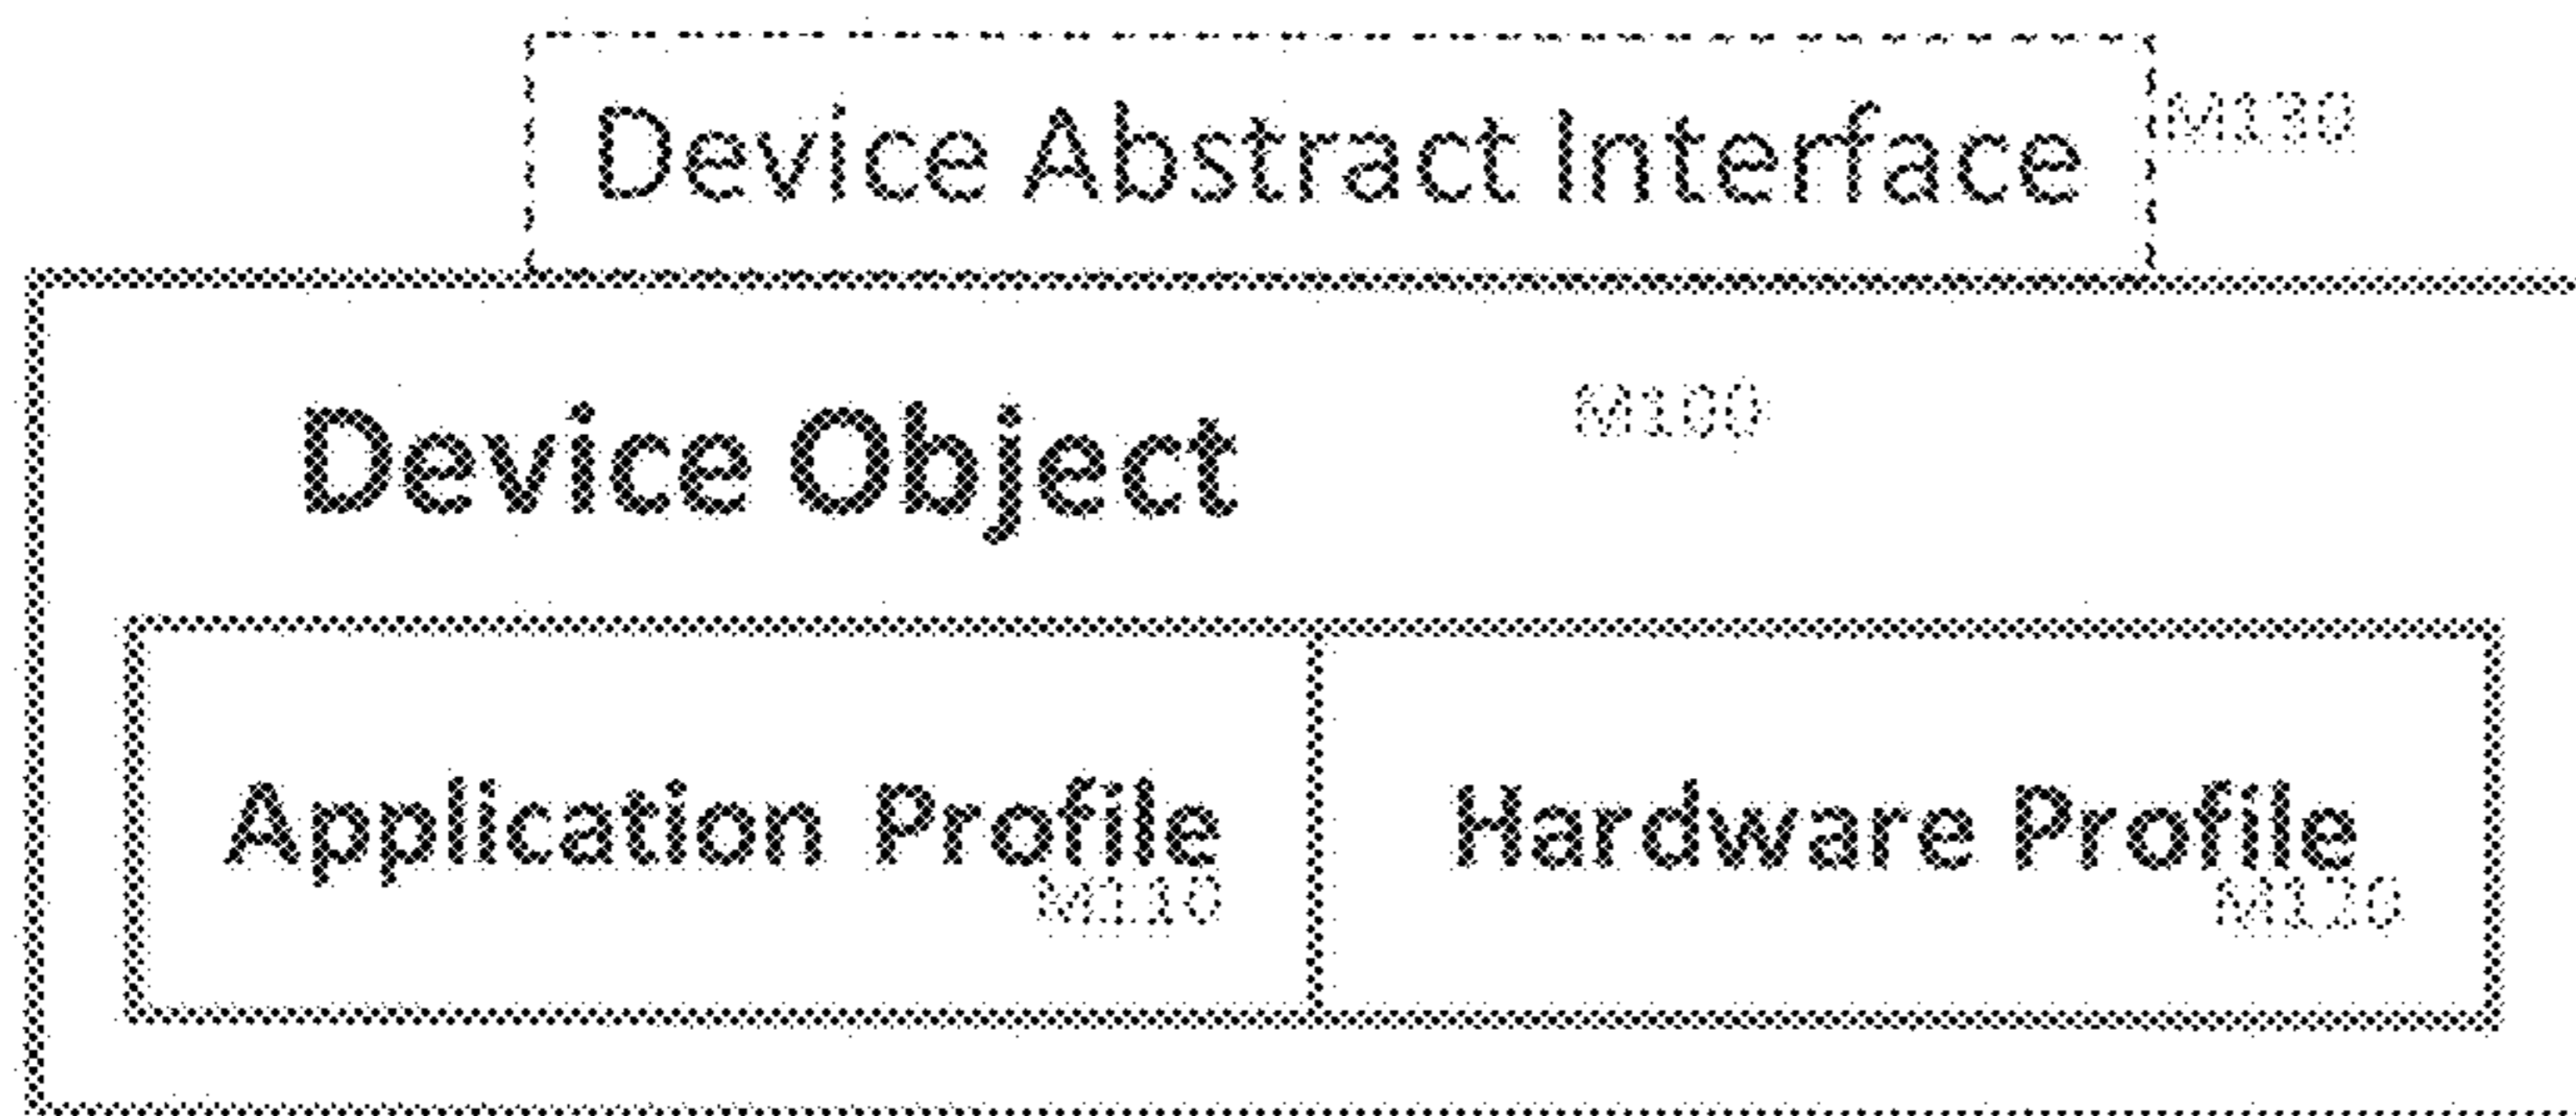 Device Abstract Interface M130
Device Object M100
Application Profile
M110
Hardware Profile
M120